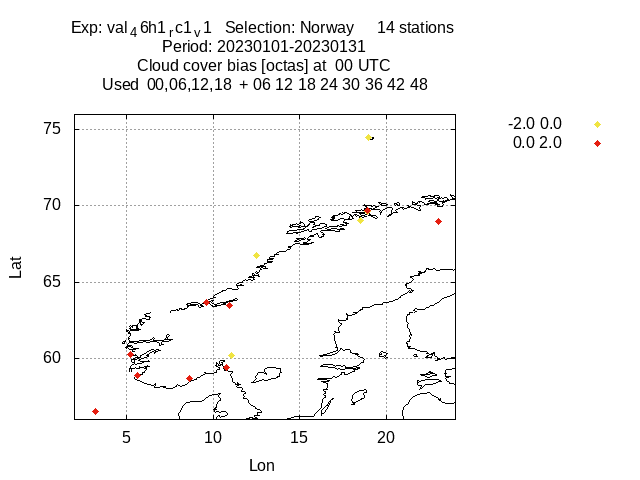 Exp: val46h1rc1v1 Selection: Norway 14 stations
Period: 20230101-20230131
Cloud cover bias [octas] at 00 UTC
Used 00,06,12,18 + 06 12 18 24 30 36 42 48
-2.0 0.0
0.0 2.0
75
70
65
60
Lat
5 10 15 20
Lon